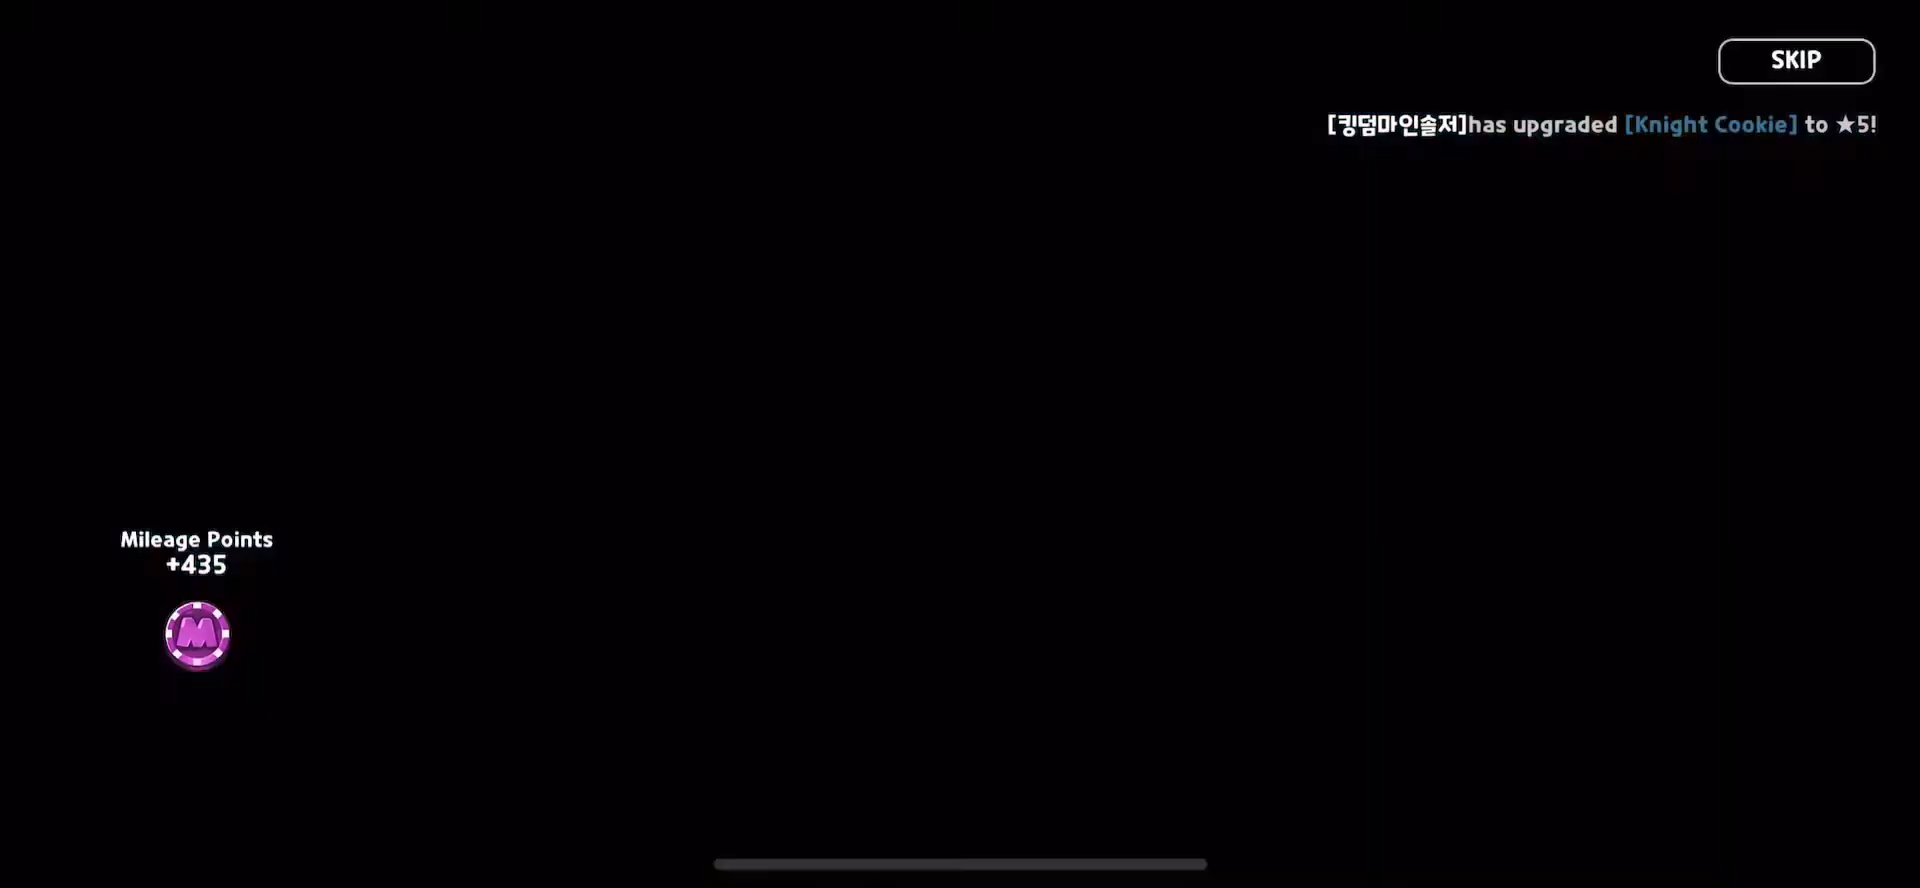 SKIP
[킹덤마인솔저]has upgraded [Knight Cookie] to ★5!
Mileage Points
+435
M